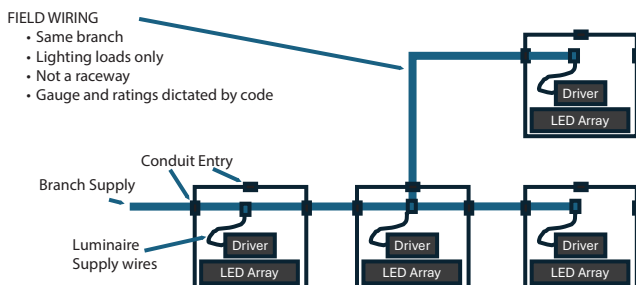 FIELD WIRING
• Same branch
• Lighting loads only
• Not a raceway
• Gauge and ratings dictated by code
Driver
LED Array
Conduit Entry
Branch Supply
Luminaire
Supply wires
Driver
LED Array
Driver
LED Array
Driver
LED Array